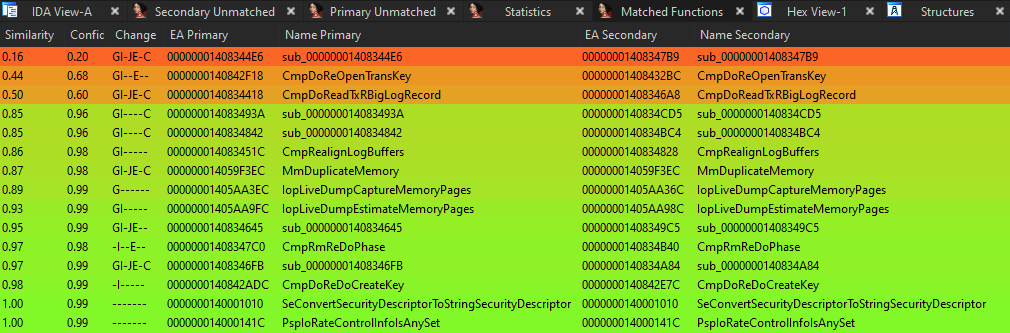 IDA View-A Secondary Unmatched Primary Unmatched Statistics Matched Functions Hex View-1 Structures
Similarity Confic Change EA Primary Name Primary EA Secondary Name Secondary
0.16 0.20 GI-JE-C 00000001408344E6 sub_00000001408344E6 00000001408347B9 sub_00000001408347B9
0.44 0.68 GI--E-- 0000000140842F18 CmpDoReOpenTransKey 00000001408432BC CmpDoReOpenTransKey
0.50 0.60 GI-JE-C 0000000140834418 CmpDoReadTxRBigLogRecord 00000001408346A8 CmpDoReadTxRBigLogRecord
0.85 0.96 GI----C 000000014083493A sub_000000014083493A 0000000140834CD5 sub_0000000140834CD5
0.85 0.96 GI----C 0000000140834842 sub_0000000140834842 0000000140834BC4 sub_0000000140834BC4
0.86 0.98 GI----- 000000014083451C CmpRealignLogBuffers 0000000140834828 CmpRealignLogBuffers
0.87 0.98 GI-JE-C 000000014059F3EC MmDuplicateMemory 000000014059F3EC MmDuplicateMemory
0.89 0.99 G------ 00000001405AA3EC IopLiveDumpCaptureMemoryPages 00000001405AA36C IopLiveDumpCaptureMemoryPages
0.93 0.99 GI----- 00000001405AA9FC IopLiveDumpEstimateMemoryPages 00000001405AA98C IopLiveDumpEstimateMemoryPages
0.95 0.99 GI-JE-- 0000000140834645 sub_0000000140834645 00000001408349C5 sub_00000001408349C5
0.97 0.98 -I--E-- 00000001408347C0 CmpRmReDoPhase 0000000140834B40 CmpRmReDoPhase
0.97 0.99 GI-JE-C 00000001408346FB sub_00000001408346FB 0000000140834A84 sub_0000000140834A84
0.98 0.99 -I----- 0000000140842ADC CmpDoReDoCreateKey 0000000140842E7C CmpDoReDoCreateKey
1.00 0.99 ------- 0000000140001010 SeConvertSecurityDescriptorToStringSecurityDescriptor 0000000140001010 SeConvertSecurityDescriptorToStringSecurityDescriptor
1.00 0.99 ------- 000000014000141C PspIoRateControlInfoIsAnySet 000000014000141C PspIoRateControlInfoIsAnySet